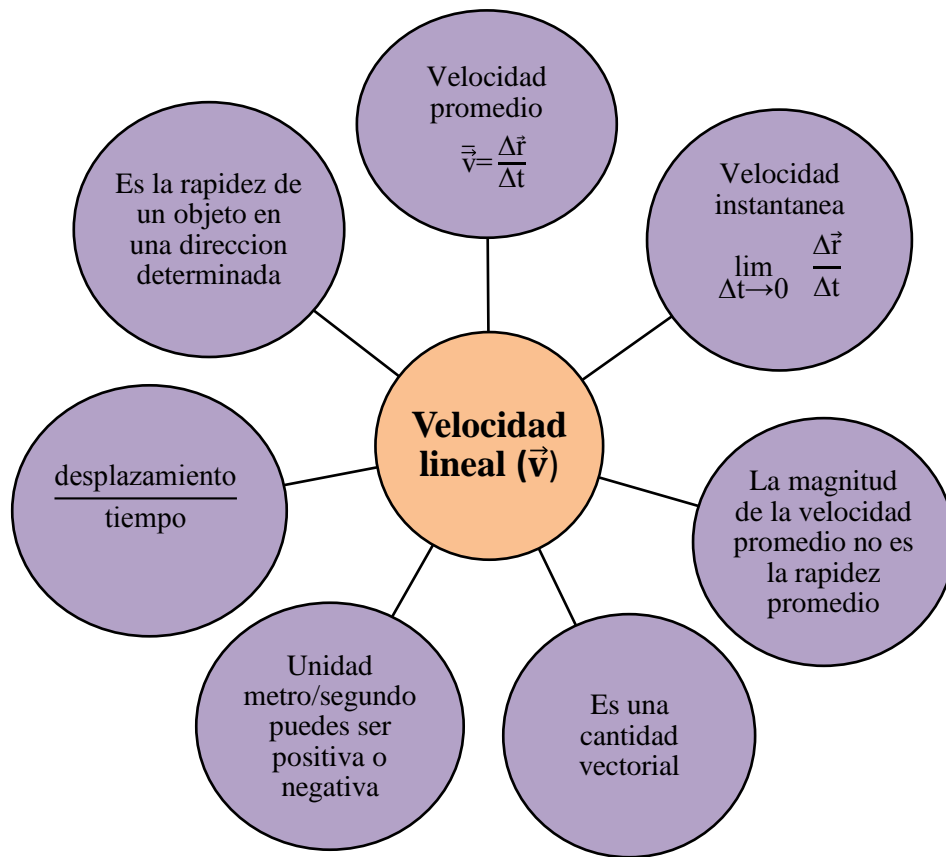 Velocidad
promedio
v⃗̄=Δr⃗/Δt
Velocidad
instantanea
lim Δt→0 Δr⃗/Δt
Es la rapidez de
un objeto en
una direccion
determinada
Velocidad
lineal (v⃗)
desplazamiento
tiempo
La magnitud
de la velocidad
promedio no es
la rapidez
promedio
Unidad
metro/segundo
puedes ser
positiva o
negativa
Es una
cantidad
vectorial